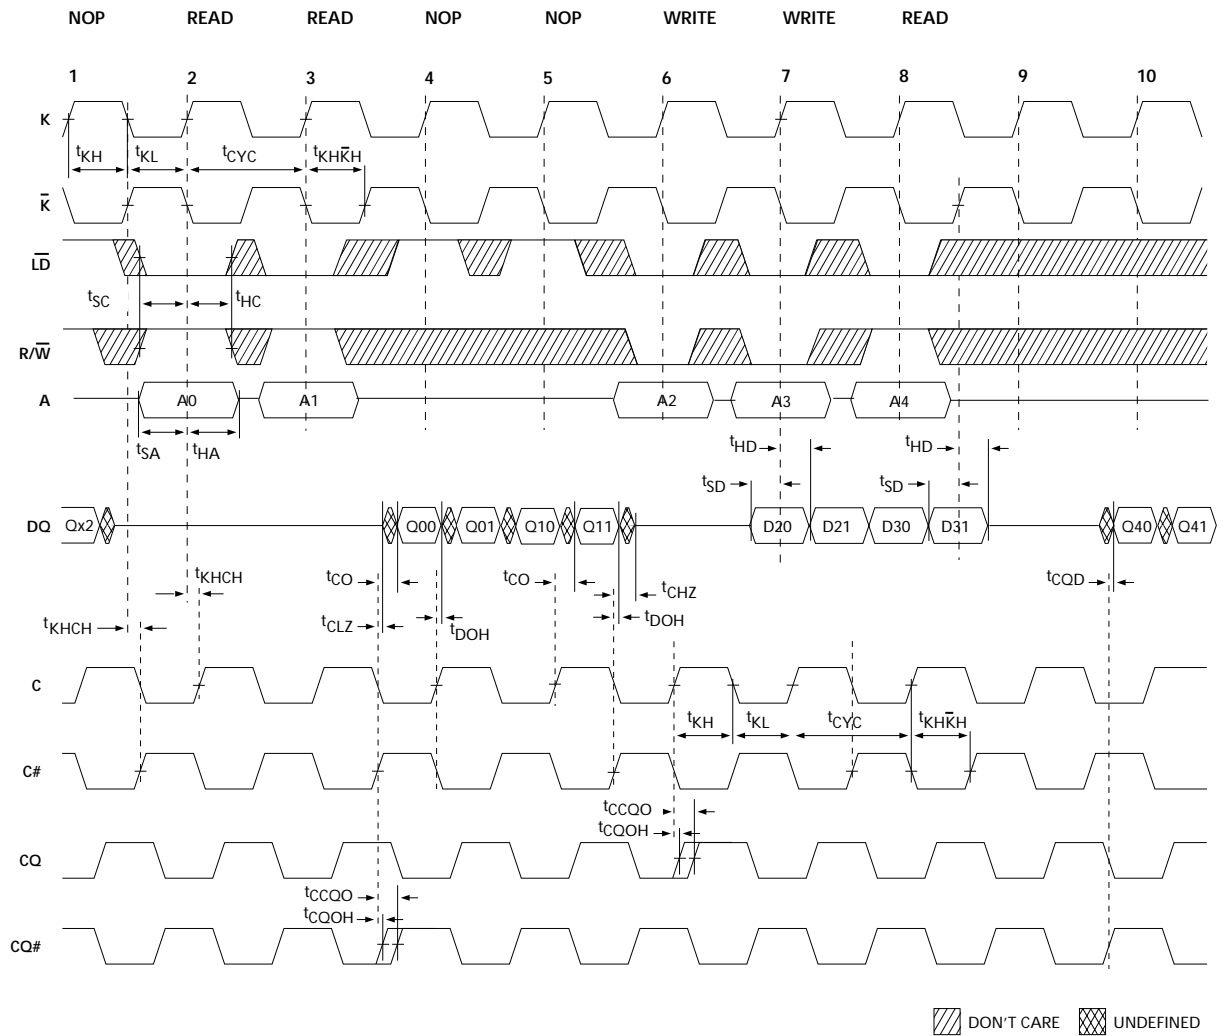 NOP READ READ NOP NOP WRITE WRITE READ
1 2 3 4 5 6 7 8 9 10
K
tKH tKL tCYC tKHK̅H
K̅
L̅D̅
tSC tHC
R/W̅
A A0 A1 A2 A3 A4
tSA tHA tHD tHD
tSD tSD
DQ Qx2 Q00 Q01 Q10 Q11 D20 D21 D30 D31 Q40 Q41
tKHCH tCO tCO tCHZ tCQD
tKHCH tCLZ tDOH tDOH
C
tKH tKL tCYC tKHK̅H
C#
tCCQO
tCQOH
CQ
tCCQO
tCQOH
CQ#
DON'T CARE UNDEFINED